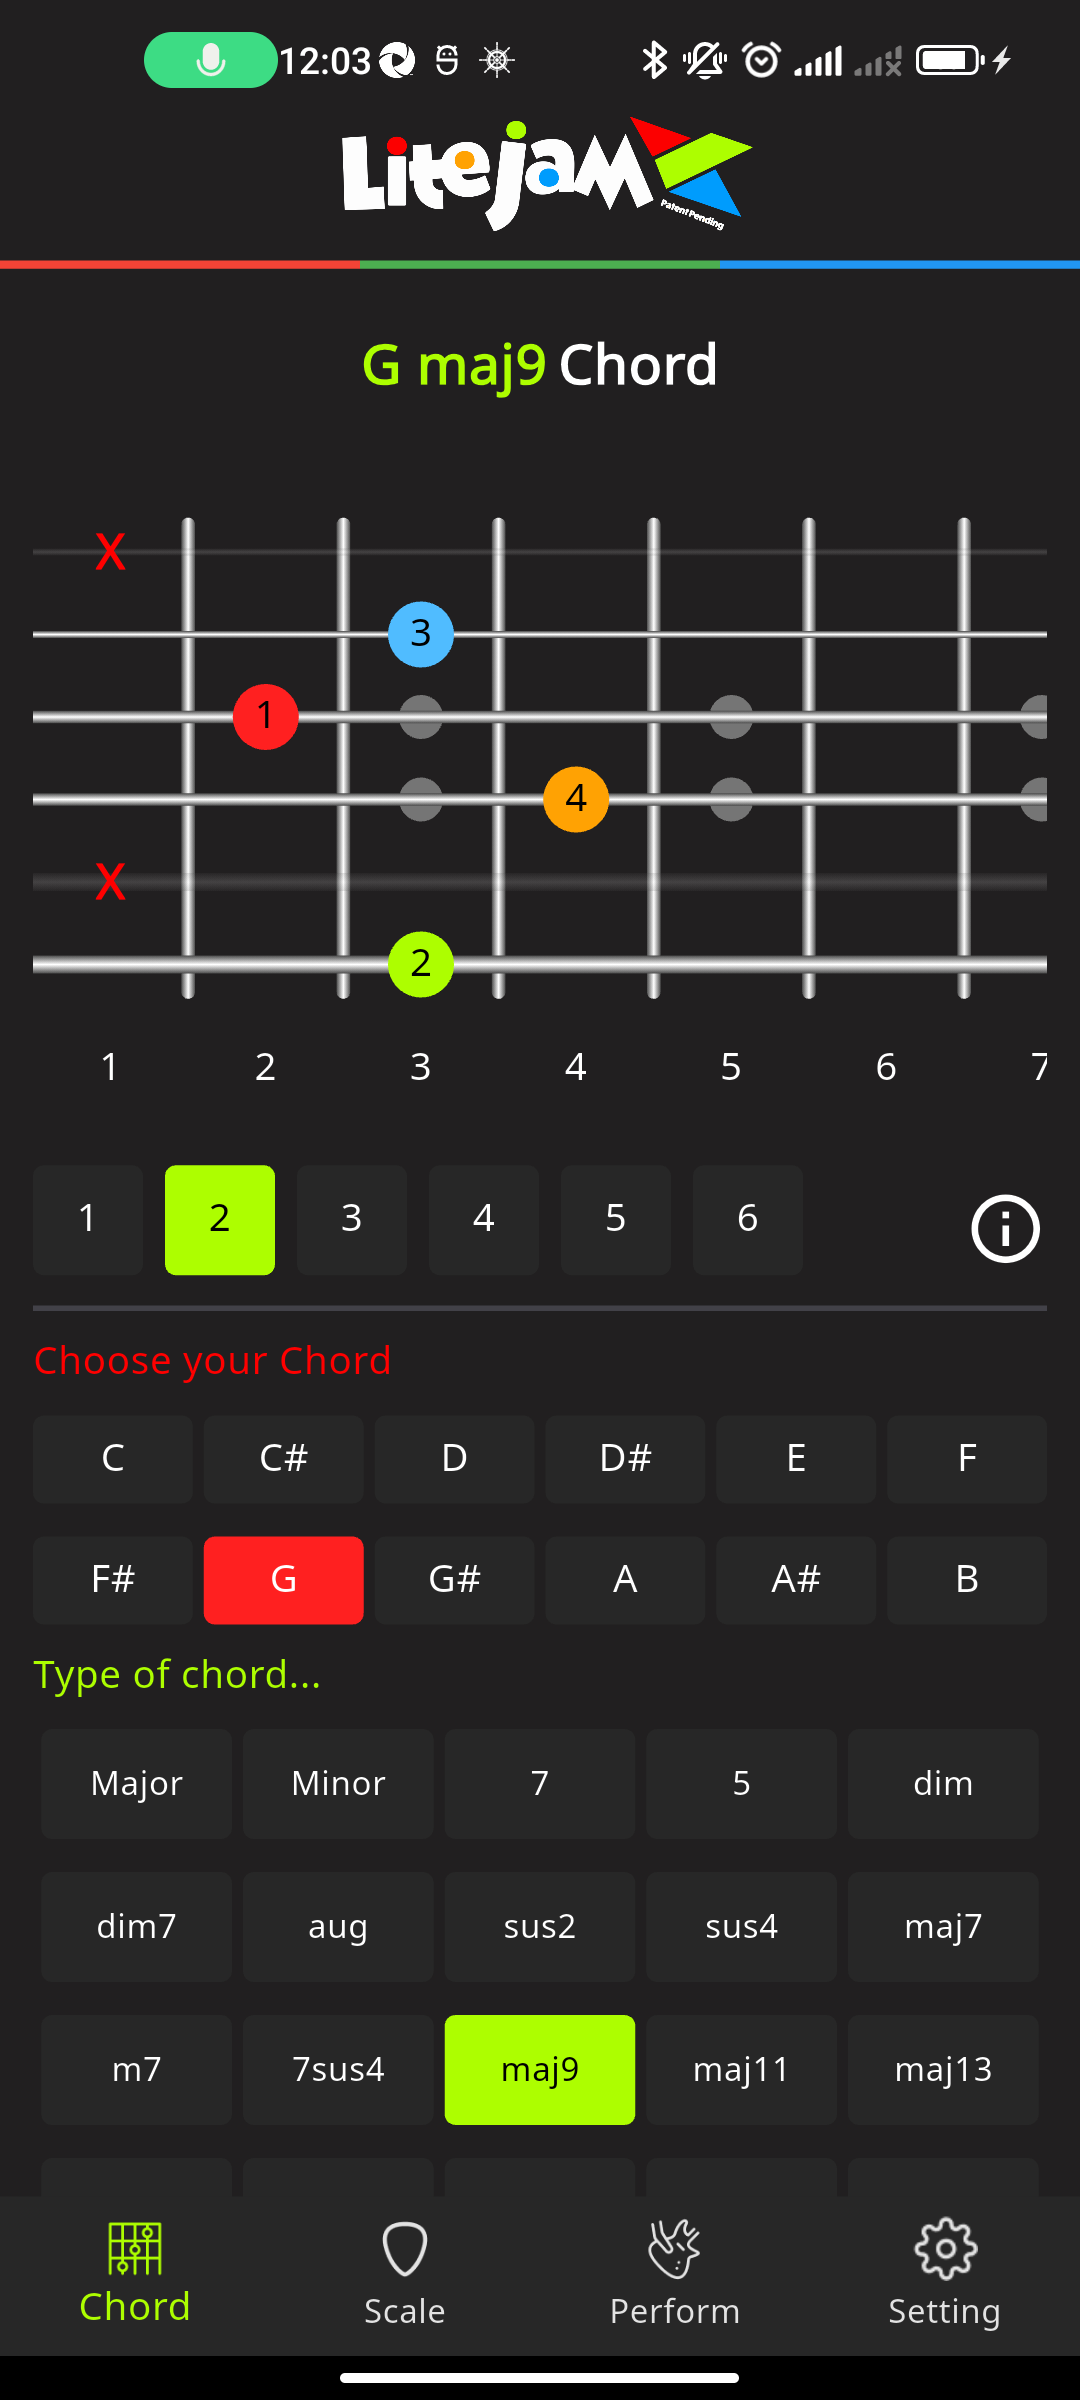 12:03
LiteJam
Patent Pending
G maj9 Chord
X
3
1
4
X
2
1 2 3 4 5 6 7
1 2 3 4 5 6
Choose your Chord
C C# D D# E F
F# G G# A A# B
Type of chord...
Major Minor 7 5 dim
dim7 aug sus2 sus4 maj7
m7 7sus4 maj9 maj11 maj13
Chord Scale Perform Setting